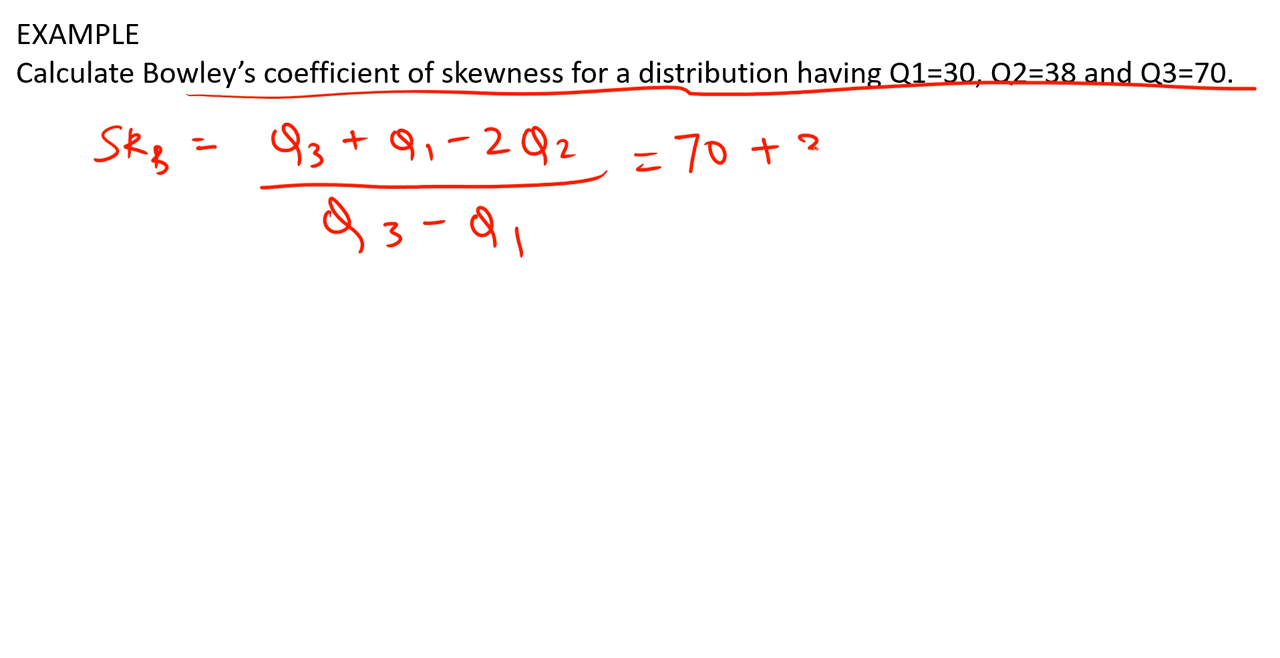 EXAMPLE
Calculate Bowley’s coefficient of skewness for a distribution having Q1=30, Q2=38 and Q3=70.
SkB = Q3 + Q1 - 2Q2 = 70 +
Q3 - Q1